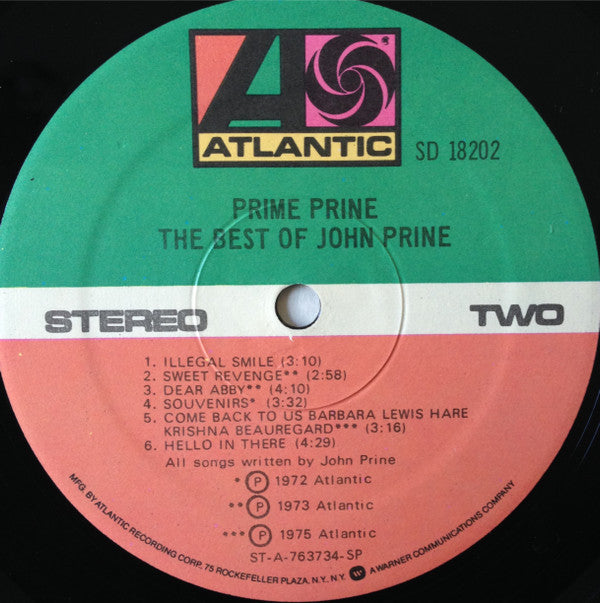 ATLANTIC
SD 18202
PRIME PRINE
THE BEST OF JOHN PRINE
STEREO
TWO
1. ILLEGAL SMILE (3:10)
2. SWEET REVENGE** (2:58)
3. DEAR ABBY** (4:10)
4. SOUVENIRS* (3:32)
5. COME BACK TO US BARBARA LEWIS HARE
KRISHNA BEAUREGARD*** (3:16)
6. HELLO IN THERE (4:29)
All songs written by John Prine
* Ⓟ 1972 Atlantic
** Ⓟ 1973 Atlantic
*** Ⓟ 1975 Atlantic
ST-A-763734-SP
MFG. BY ATLANTIC RECORDING CORP. 75 ROCKEFELLER PLAZA, N.Y. N.Y. A WARNER COMMUNICATIONS COMPANY